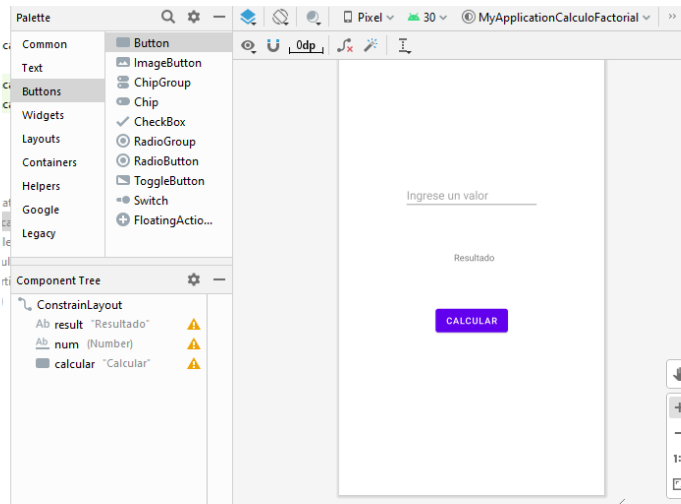 Palette
Common
Text
Buttons
Widgets
Layouts
Containers
Helpers
Google
Legacy
Button
ImageButton
ChipGroup
Chip
CheckBox
RadioGroup
RadioButton
ToggleButton
Switch
FloatingActio...
Component Tree
ConstrainLayout
Ab result "Resultado"
Ab num (Number)
calcular "Calcular"
Pixel 30 MyApplicationCalculoFactorial »
0dp
Ingrese un valor
Resultado
CALCULAR